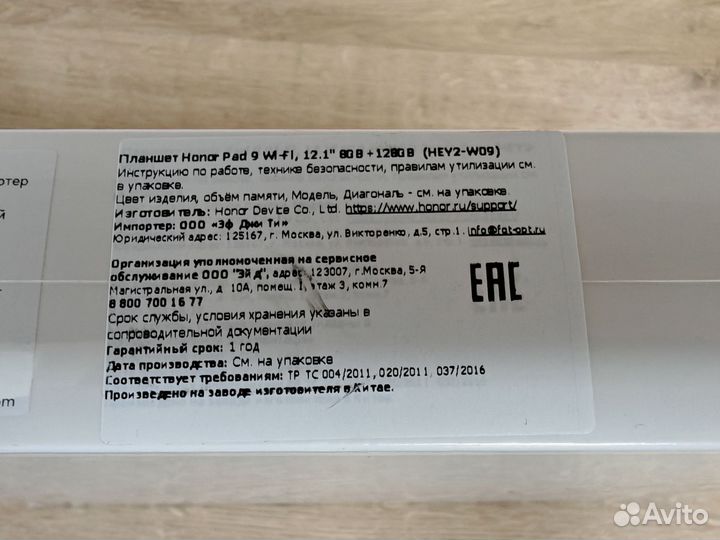 Планшет Honor Pad 9 Wi-Fi, 12.1" 8GB +128GB (HEY2-W09)
Инструкцию по работе, технике безопасности, правилам утилизации см.
в упаковке.
Цвет изделия, объём памяти, Модель, Диагональ - см. на упаковке
Изготовитель: Honor Device Co., Ltd. https://www.honor.ru/support/
Импортер: ООО «Эф Джи Ти»
Юридический адрес: 125167, г. Москва, ул. Викторенко, д.5, стр.1. info@fgt-opt.ru
Организация уполномоченная на сервисное
обслуживание ООО "Эй д", адрес: 123007, г.Москва, 5-я
Магистральная ул., д. 10А, помещ. I, этаж 3, комн.7
8 800 700 16 77
Срок службы, условия хранения указаны в
сопроводительной документации
Гарантийный срок: 1 год
Дата производства: См. на упаковке
Соответствует требованиям: ТР ТС 004/2011, 020/2011, 037/2016
Произведено на заводе изготовителя в Китае.
EAC
отер
й
om
Avito